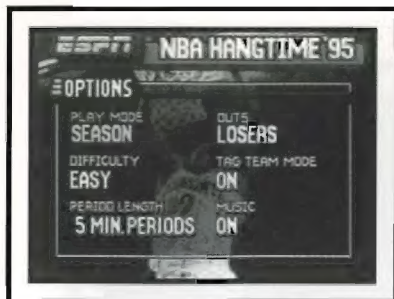 ESPN NBA HANGTIME '95
OPTIONS
PLAY MODE OUTS
SEASON LOSERS
DIFFICULTY TAG TEAM MODE
EASY ON
PERIOD LENGTH MUSIC
5 MIN. PERIODS ON